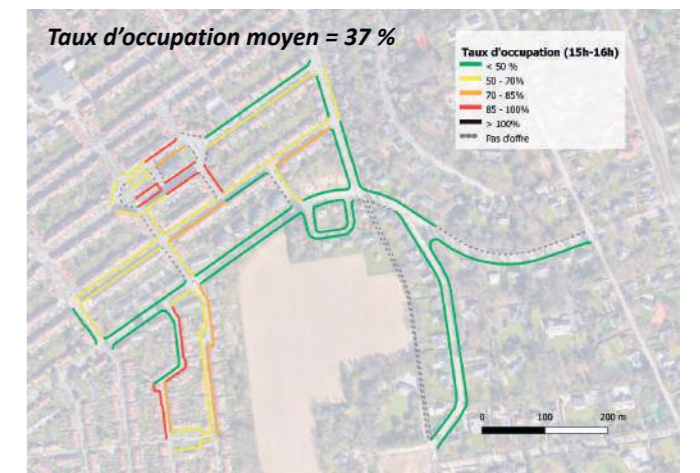 Taux d'occupation moyen = 37 %
Taux d'occupation (15h-16h)
< 50 %
50 - 70%
70 - 85%
85 - 100%
> 100%
Pas d'offre
0 100 200 m